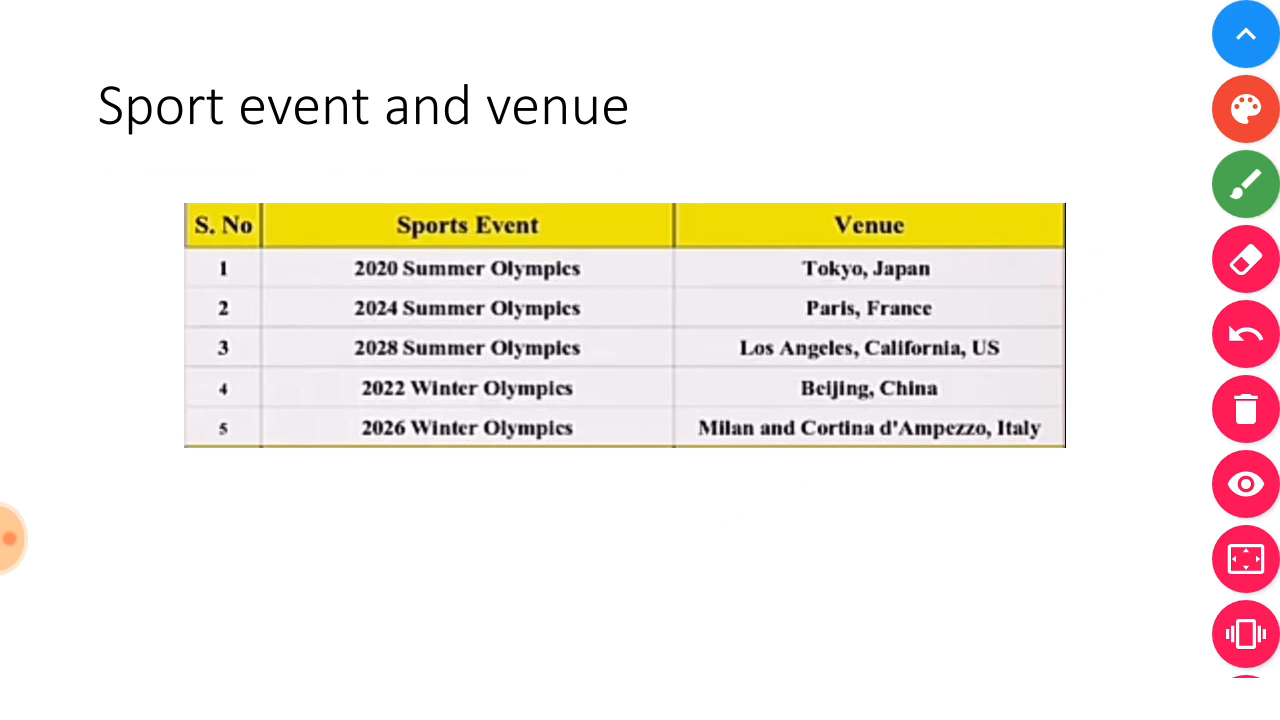 Sport event and venue
S. No Sports Event Venue
1 2020 Summer Olympics Tokyo, Japan
2 2024 Summer Olympics Paris, France
3 2028 Summer Olympics Los Angeles, California, US
4 2022 Winter Olympics Beijing, China
5 2026 Winter Olympics Milan and Cortina d'Ampezzo, Italy